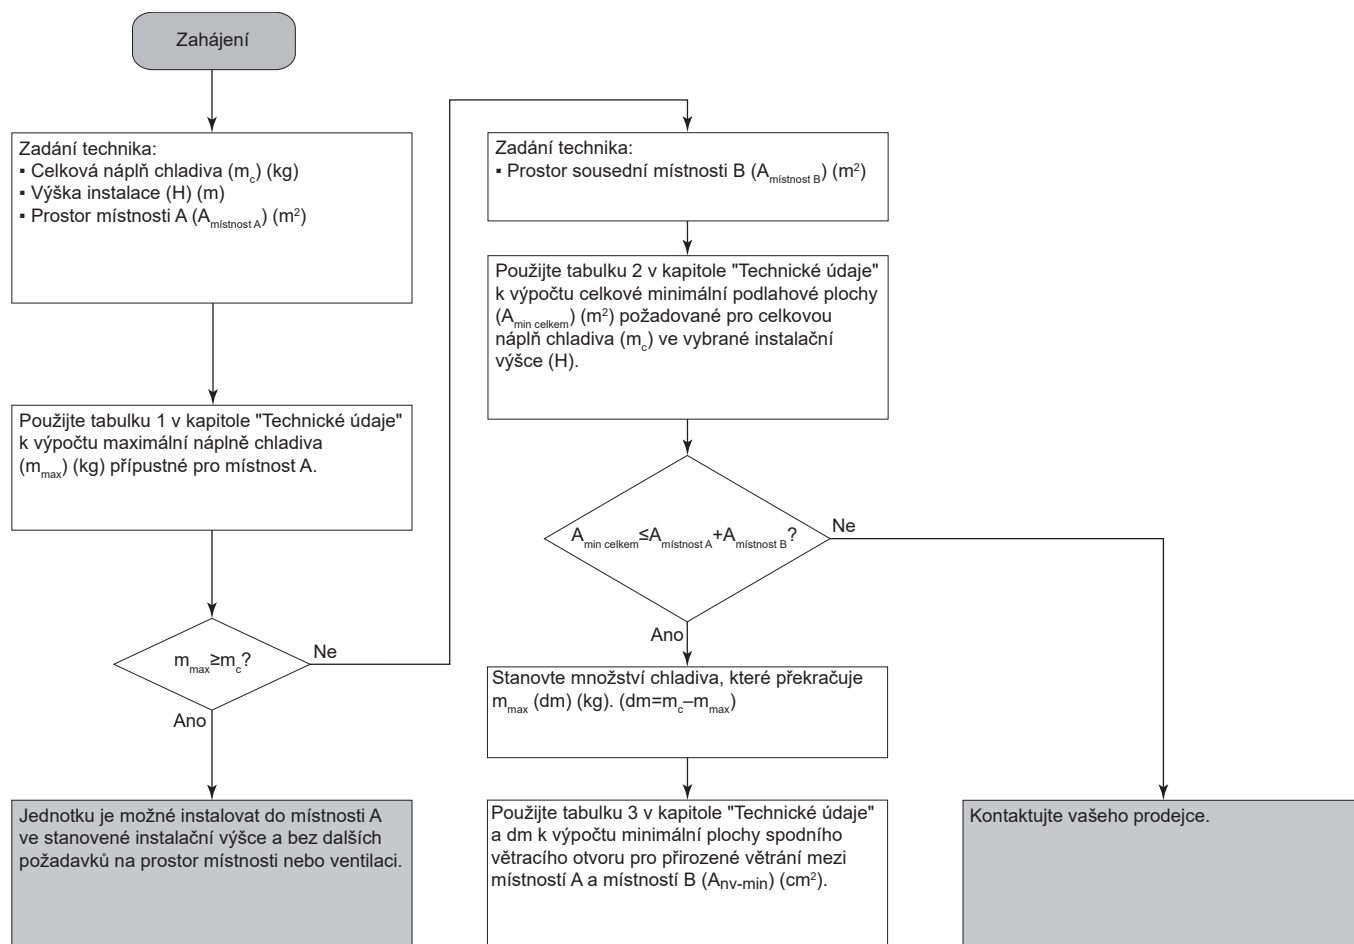 Zahájení
Zadání technika:
▪ Celková náplň chladiva (mc) (kg)
▪ Výška instalace (H) (m)
▪ Prostor místnosti A (Amístnost A) (m²)
Použijte tabulku 1 v kapitole "Technické údaje"
k výpočtu maximální náplně chladiva
(mmax) (kg) přípustné pro místnost A.
mmax≥mc?
Ne
Ano
Jednotku je možné instalovat do místnosti A
ve stanovené instalační výšce a bez dalších
požadavků na prostor místnosti nebo ventilaci.
Zadání technika:
▪ Prostor sousední místnosti B (Amístnost B) (m²)
Použijte tabulku 2 v kapitole "Technické údaje"
k výpočtu celkové minimální podlahové plochy
(Amin celkem) (m²) požadované pro celkovou
náplň chladiva (mc) ve vybrané instalační
výšce (H).
Amin celkem≤Amístnost A+Amístnost B?
Ne
Ano
Stanovte množství chladiva, které překračuje
mmax (dm) (kg). (dm=mc–mmax)
Použijte tabulku 3 v kapitole "Technické údaje"
a dm k výpočtu minimální plochy spodního
větracího otvoru pro přirozené větrání mezi
místností A a místností B (Anv-min) (cm²).
Kontaktujte vašeho prodejce.